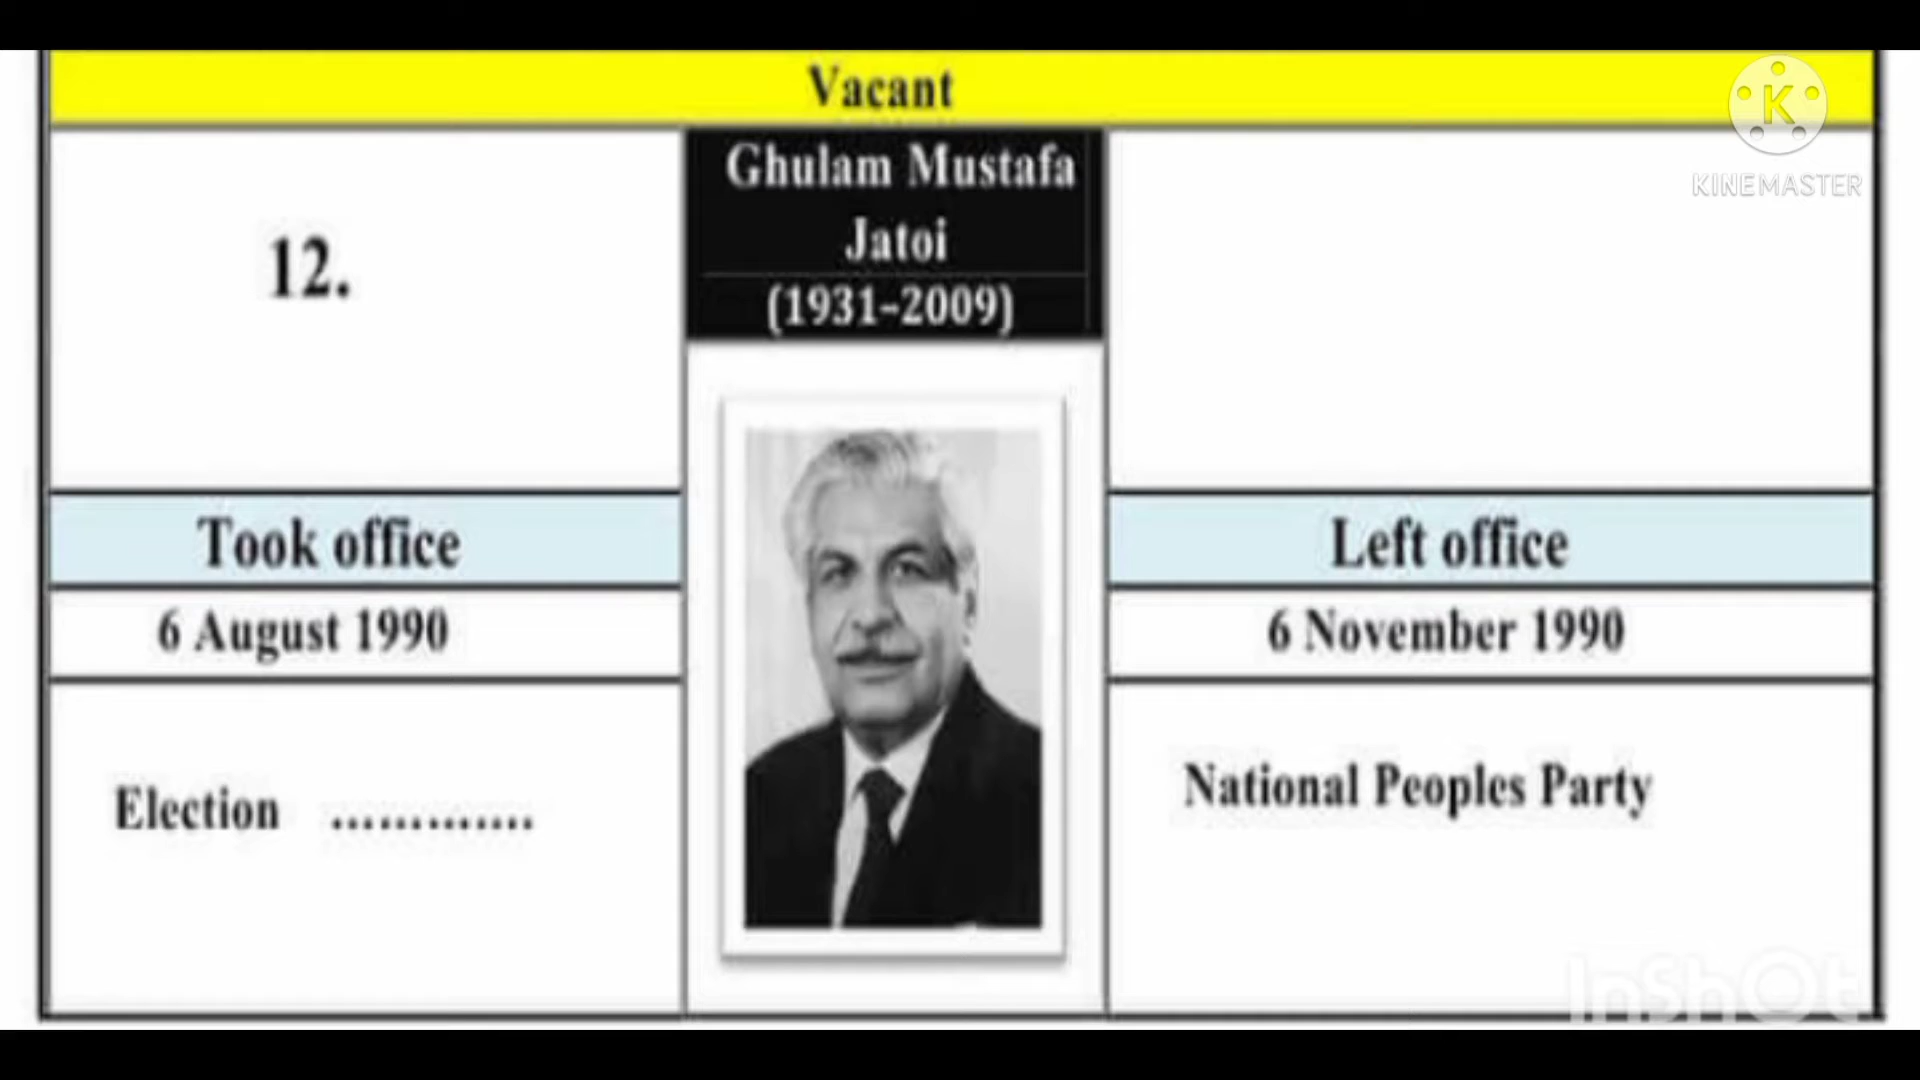 Vacant
K
KINEMASTER
Ghulam Mustafa
Jatoi
(1931-2009)
12.
Took office
Left office
6 August 1990
6 November 1990
Election .............
National Peoples Party
InShOt